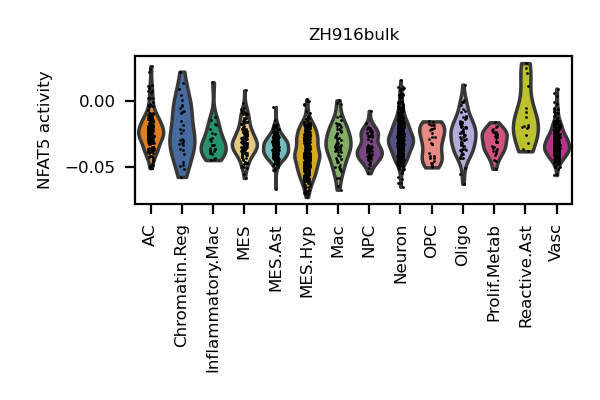 ZH916bulk
NFAT5 activity
0.00
−0.05
AC
Chromatin.Reg
Inflammatory.Mac
MES
MES.Ast
MES.Hyp
Mac
NPC
Neuron
OPC
Oligo
Prolif.Metab
Reactive.Ast
Vasc